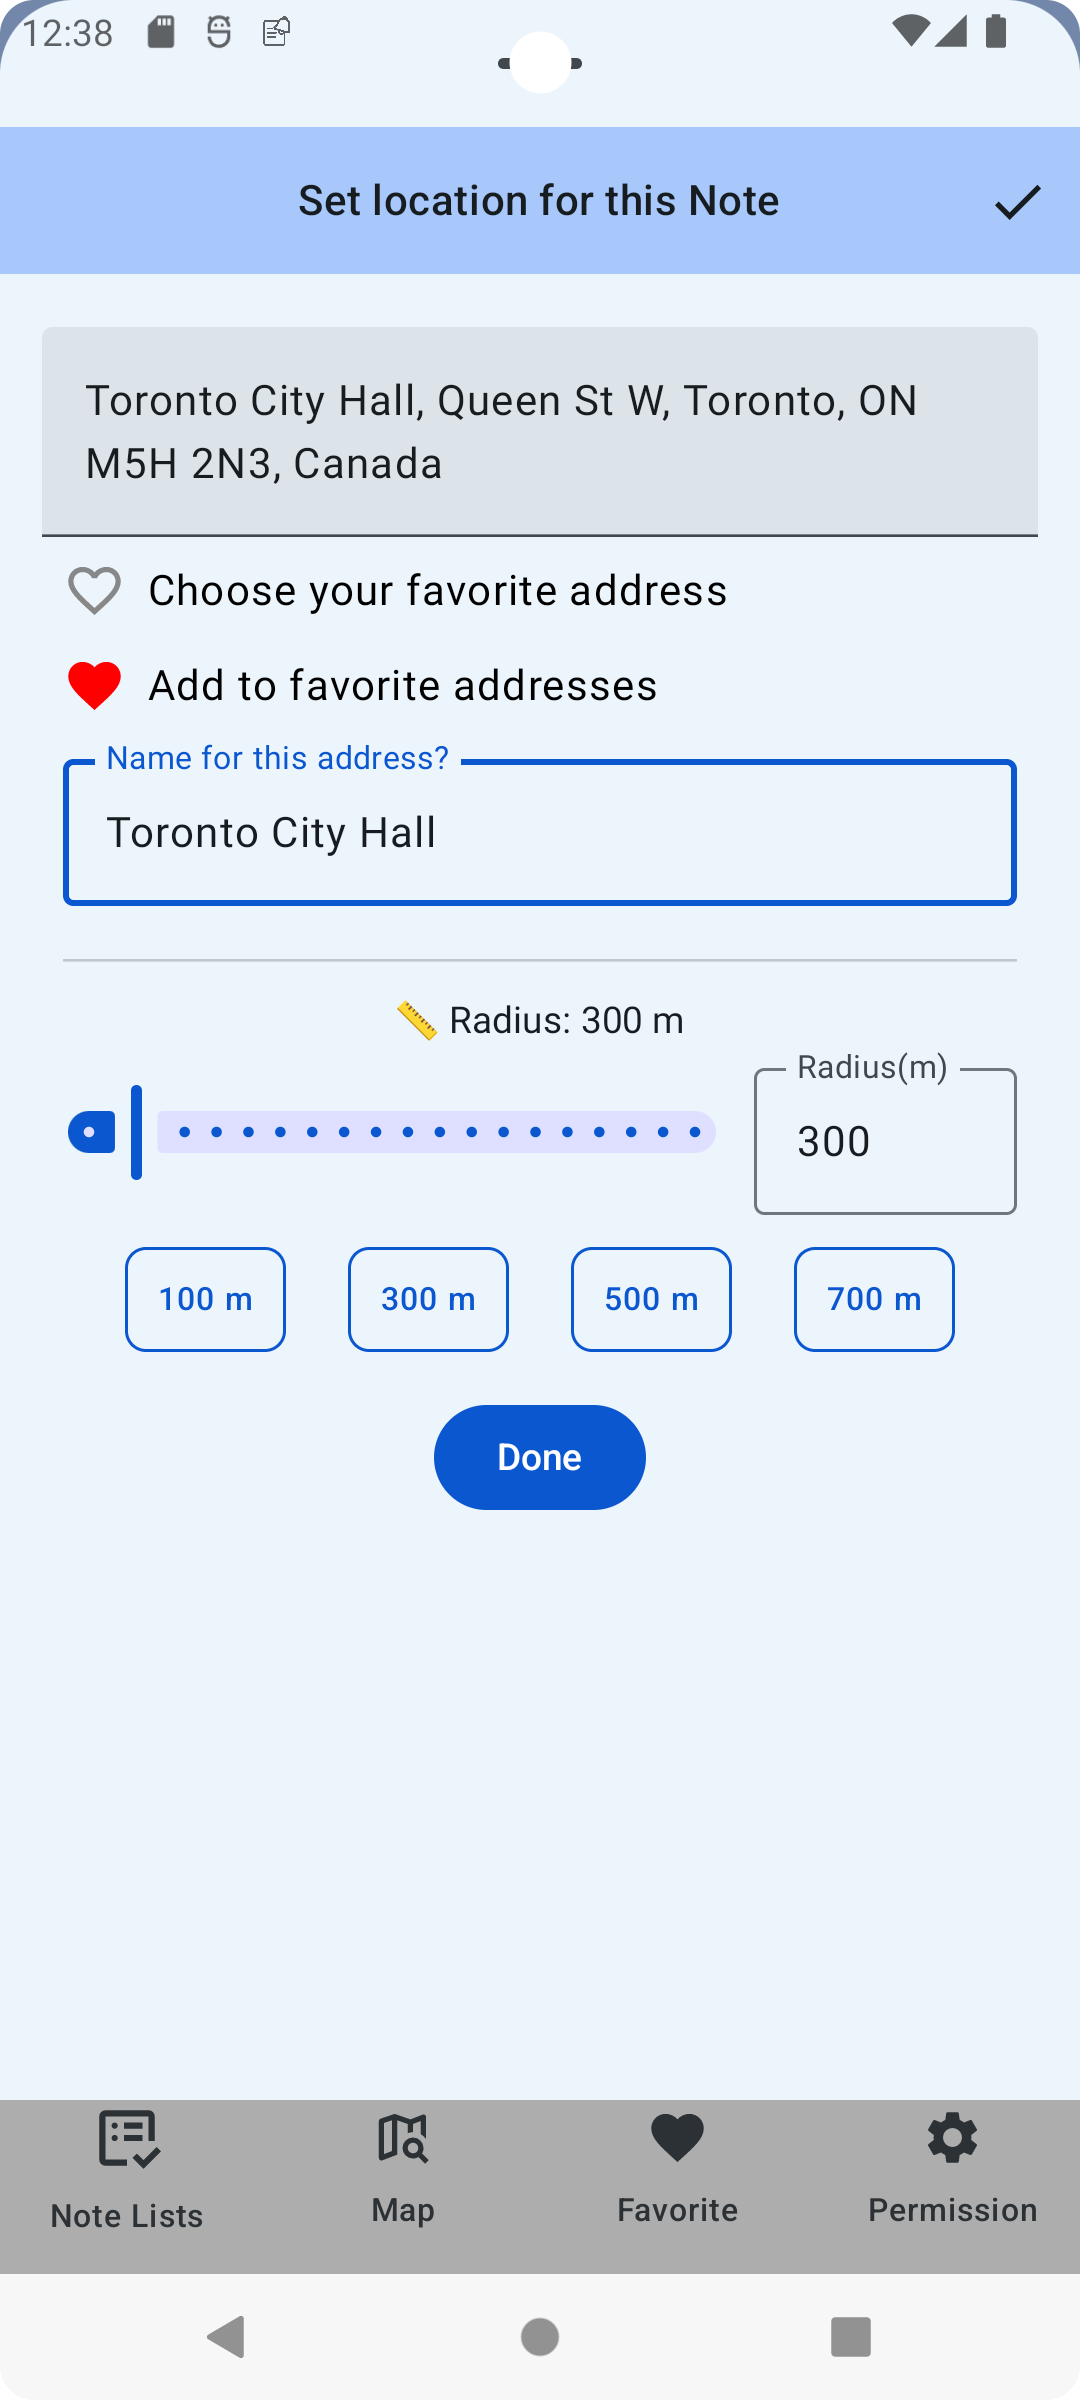 12:38
Set location for this Note
Toronto City Hall, Queen St W, Toronto, ON
M5H 2N3, Canada
Choose your favorite address
Add to favorite addresses
Name for this address?
Toronto City Hall
📏 Radius: 300 m
Radius(m)
300
100 m
300 m
500 m
700 m
Done
Note Lists
Map
Favorite
Permission